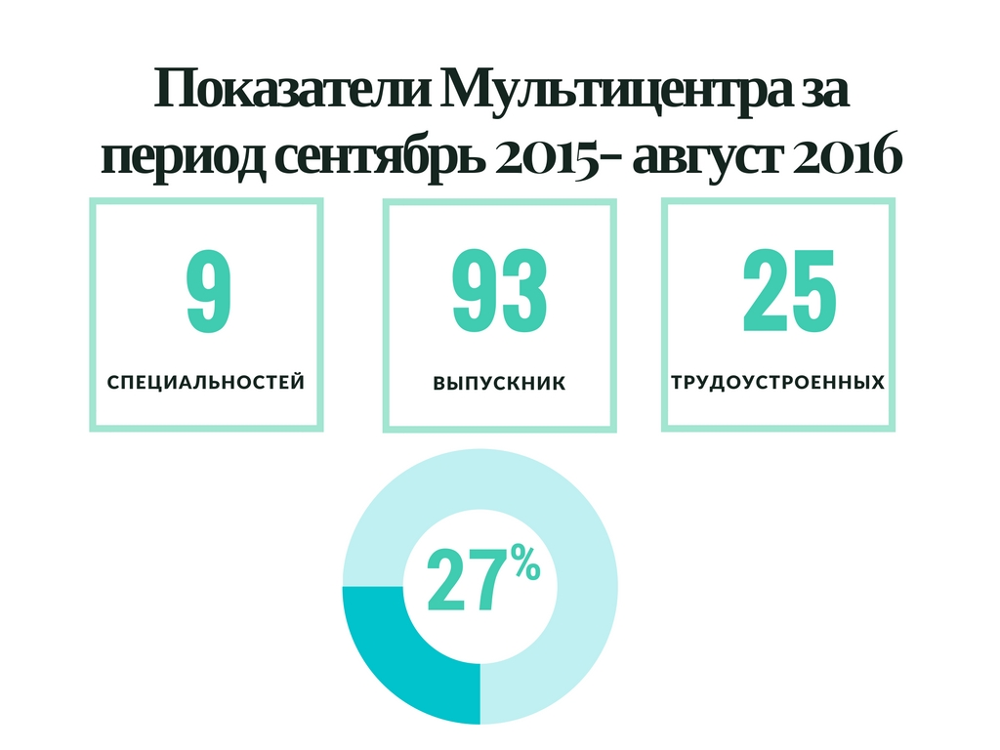 Показатели Мультицентра за
период сентябрь 2015- август 2016
9
93
25
СПЕЦИАЛЬНОСТЕЙ
ВЫПУСКНИК
ТРУДОУСТРОЕННЫХ
27%